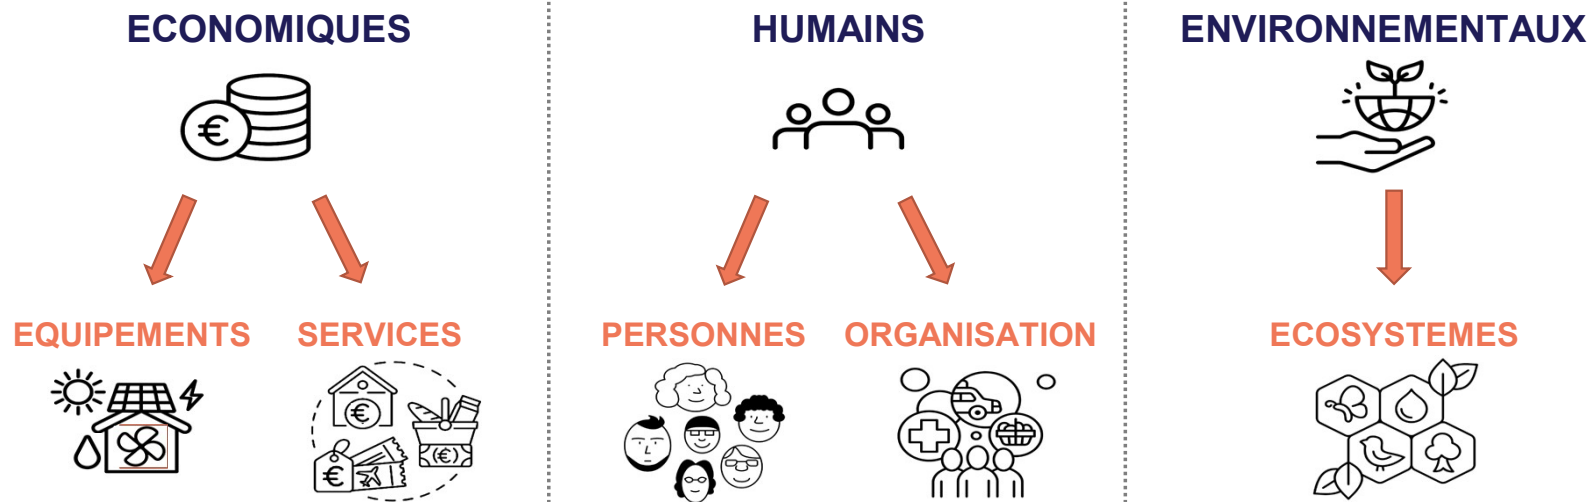 ECONOMIQUES
HUMAINS
ENVIRONNEMENTAUX
€
EQUIPEMENTS
SERVICES
PERSONNES
ORGANISATION
ECOSYSTEMES
€
€
(€)